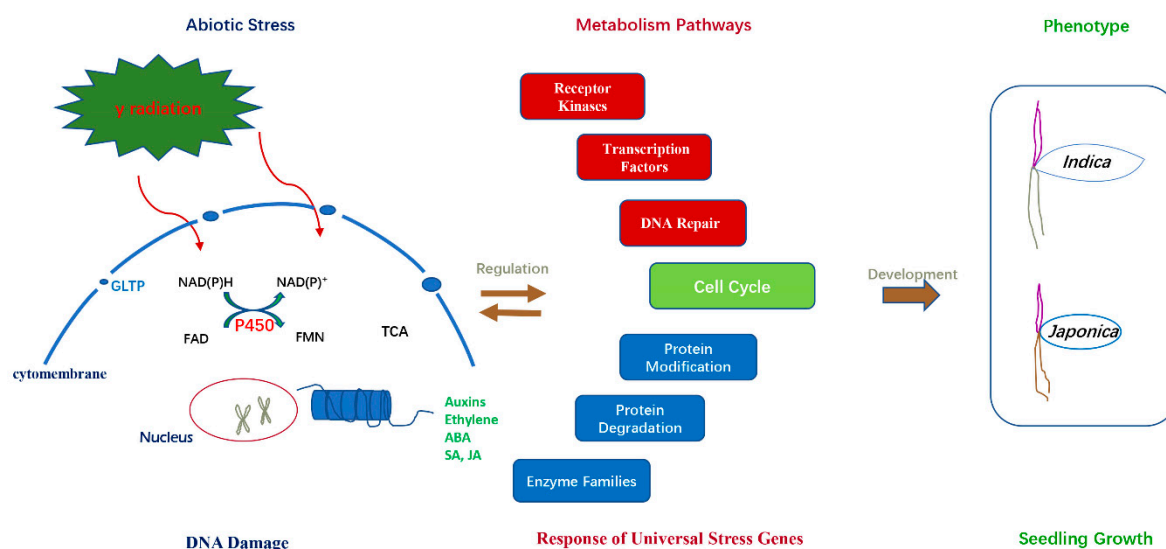 Abiotic Stress
Metabolism Pathways
Phenotype
γ radiation
Receptor
Kinases
Transcription
Factors
DNA Repair
Cell Cycle
Protein
Modification
Protein
Degradation
Enzyme Families
Regulation
Development
Indica
Japonica
GLTP
NAD(P)H
NAD(P)⁺
P450
FAD
FMN
TCA
cytomembrane
Nucleus
Auxins
Ethylene
ABA
SA, JA
DNA Damage
Response of Universal Stress Genes
Seedling Growth